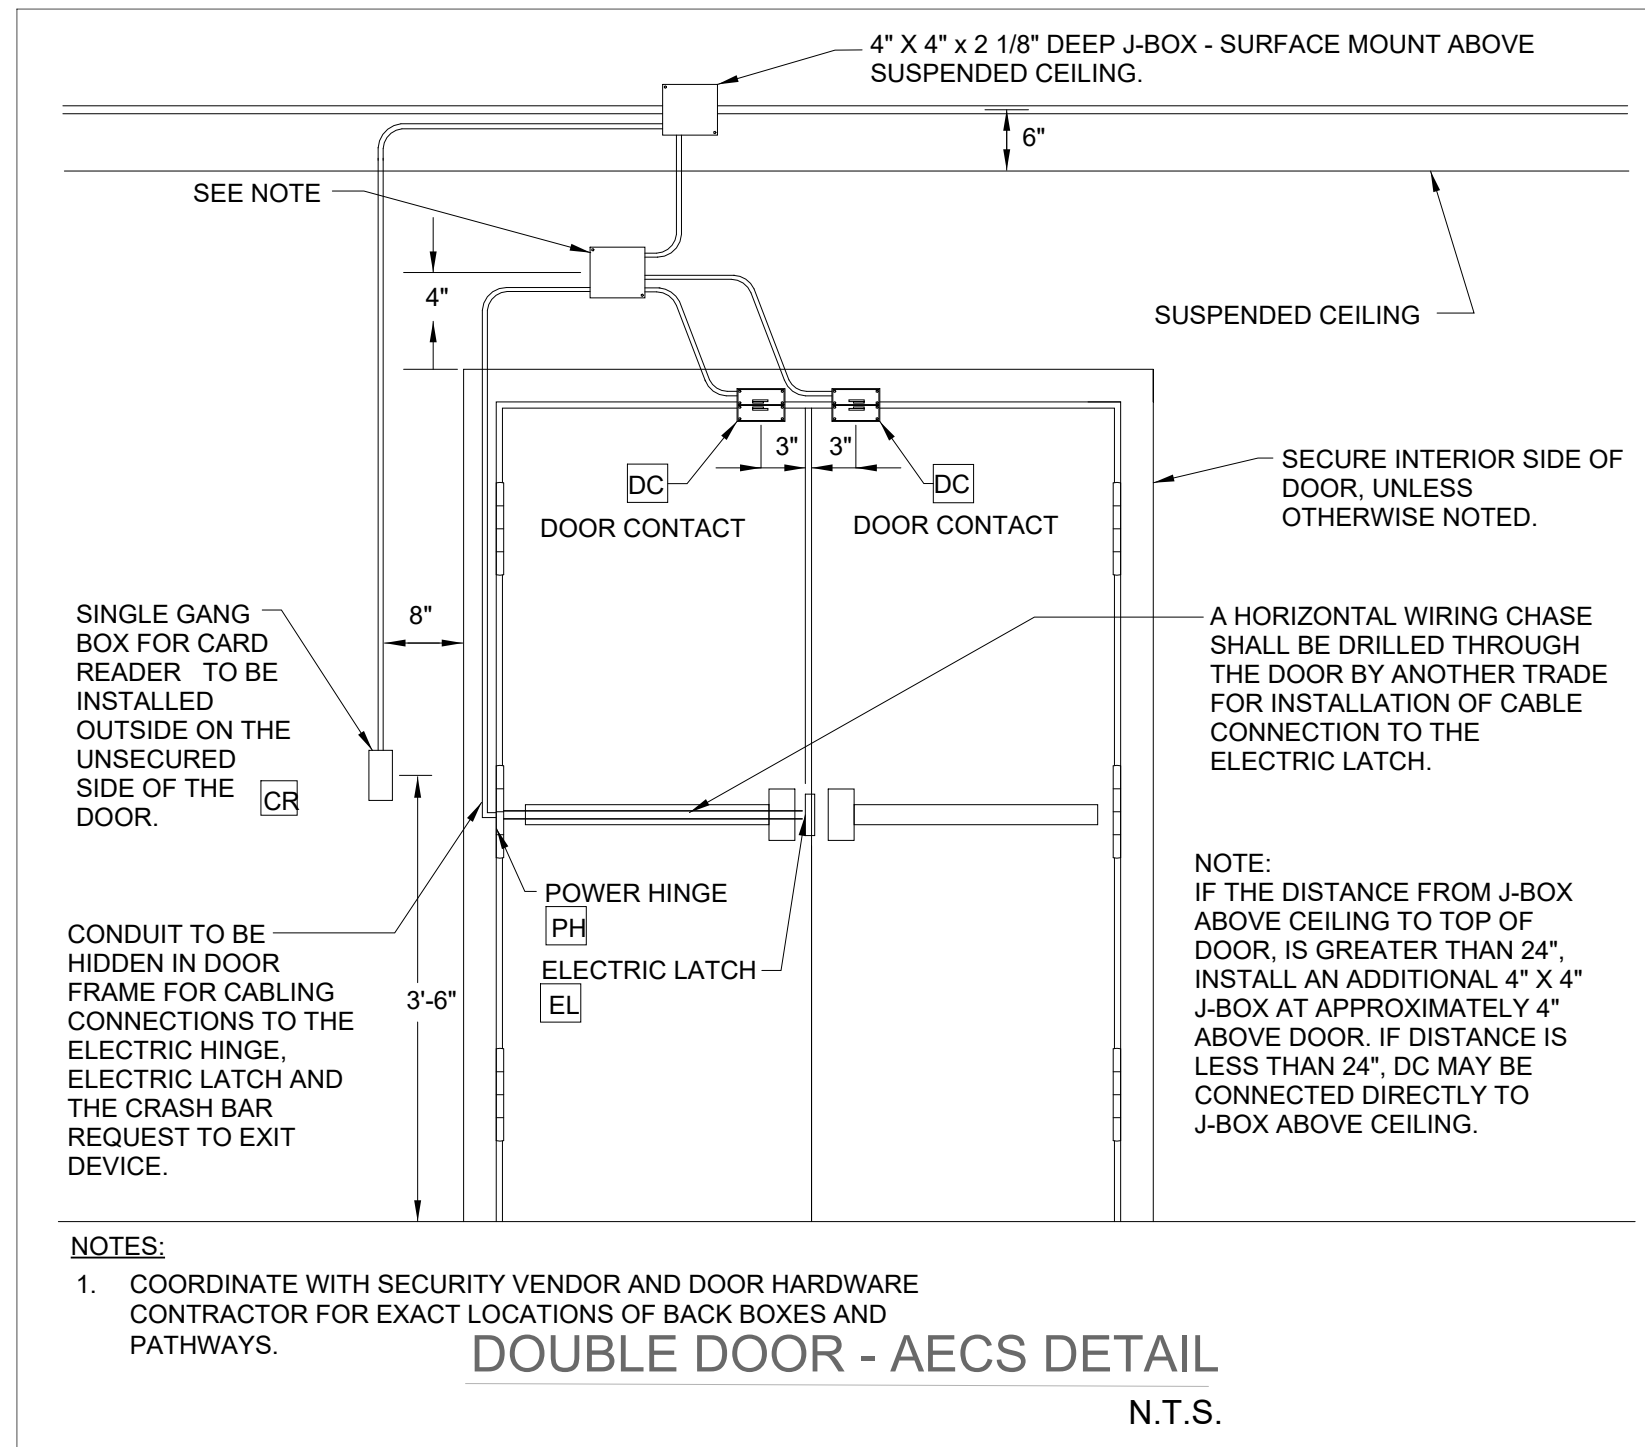 4" X 4" x 2 1/8" DEEP J-BOX - SURFACE MOUNT ABOVE
SUSPENDED CEILING.
6"
SEE NOTE
4"
SUSPENDED CEILING
3"
3"
DC
DOOR CONTACT
DC
DOOR CONTACT
SECURE INTERIOR SIDE OF
DOOR, UNLESS
OTHERWISE NOTED.
SINGLE GANG
BOX FOR CARD
READER   TO BE
INSTALLED
OUTSIDE ON THE
UNSECURED
SIDE OF THE
DOOR.
CR
8"
A HORIZONTAL WIRING CHASE
SHALL BE DRILLED THROUGH
THE DOOR BY ANOTHER TRADE
FOR INSTALLATION OF CABLE
CONNECTION TO THE
ELECTRIC LATCH.
POWER HINGE
PH
ELECTRIC LATCH
EL
CONDUIT TO BE
HIDDEN IN DOOR
FRAME FOR CABLING
CONNECTIONS TO THE
ELECTRIC HINGE,
ELECTRIC LATCH AND
THE CRASH BAR
REQUEST TO EXIT
DEVICE.
3'-6"
NOTE:
IF THE DISTANCE FROM J-BOX
ABOVE CEILING TO TOP OF
DOOR, IS GREATER THAN 24",
INSTALL AN ADDITIONAL 4" X 4"
J-BOX AT APPROXIMATELY 4"
ABOVE DOOR. IF DISTANCE IS
LESS THAN 24", DC MAY BE
CONNECTED DIRECTLY TO
J-BOX ABOVE CEILING.
NOTES:
1. COORDINATE WITH SECURITY VENDOR AND DOOR HARDWARE
CONTRACTOR FOR EXACT LOCATIONS OF BACK BOXES AND
PATHWAYS.
DOUBLE DOOR - AECS DETAIL
N.T.S.